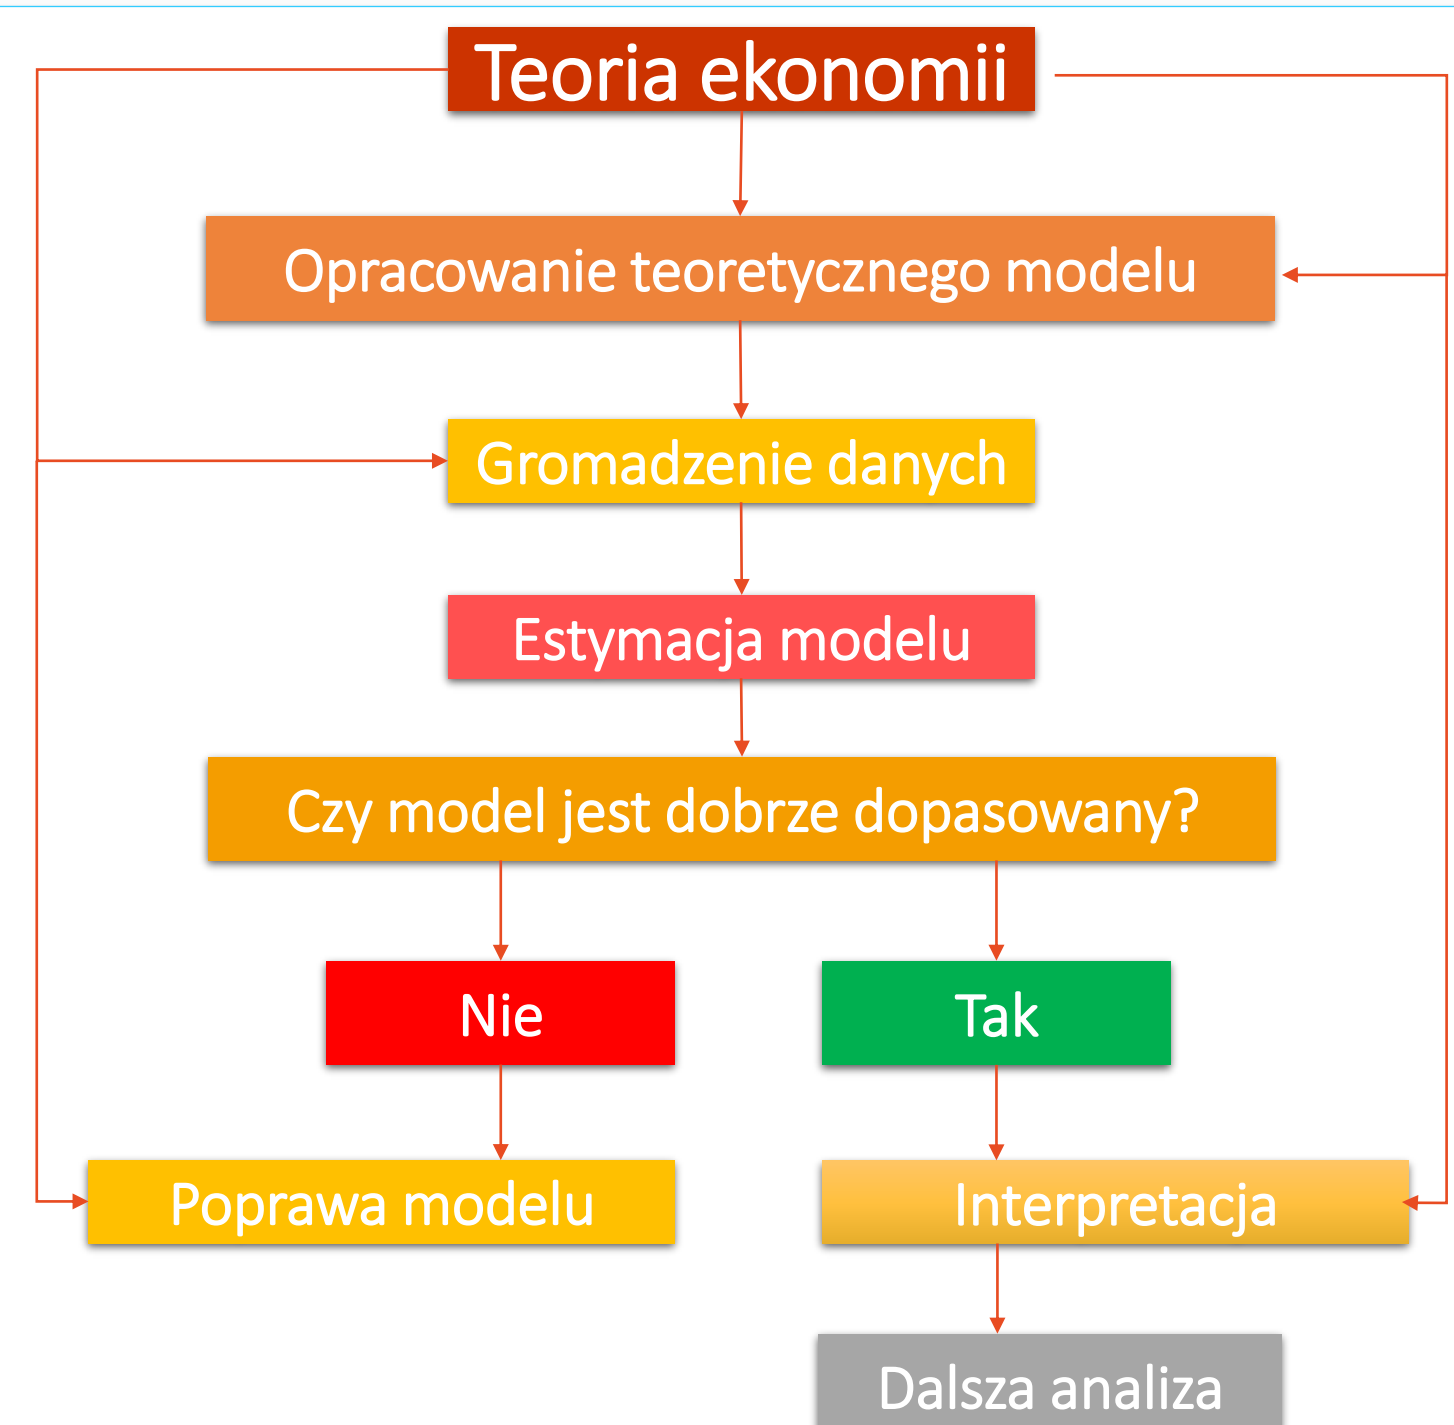 Teoria ekonomii
Opracowanie teoretycznego modelu
Gromadzenie danych
Estymacja modelu
Czy model jest dobrze dopasowany?
Nie
Tak
Poprawa modelu
Interpretacja
Dalsza analiza